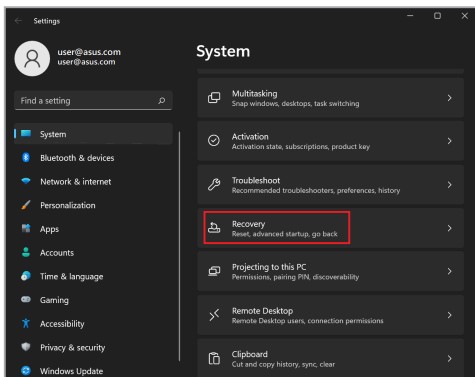 Settings
user@asus.com
user@asus.com
Find a setting
System
Bluetooth & devices
Network & internet
Personalization
Apps
Accounts
Time & language
Gaming
Accessibility
Privacy & security
Windows Update
System
Multitasking
Snap windows, desktops, task switching
Activation
Activation state, subscriptions, product key
Troubleshoot
Recommended troubleshooters, preferences, history
Recovery
Reset, advanced startup, go back
Projecting to this PC
Permissions, pairing PIN, discoverability
Remote Desktop
Remote Desktop users, connection permissions
Clipboard
Cut and copy history, sync, clear